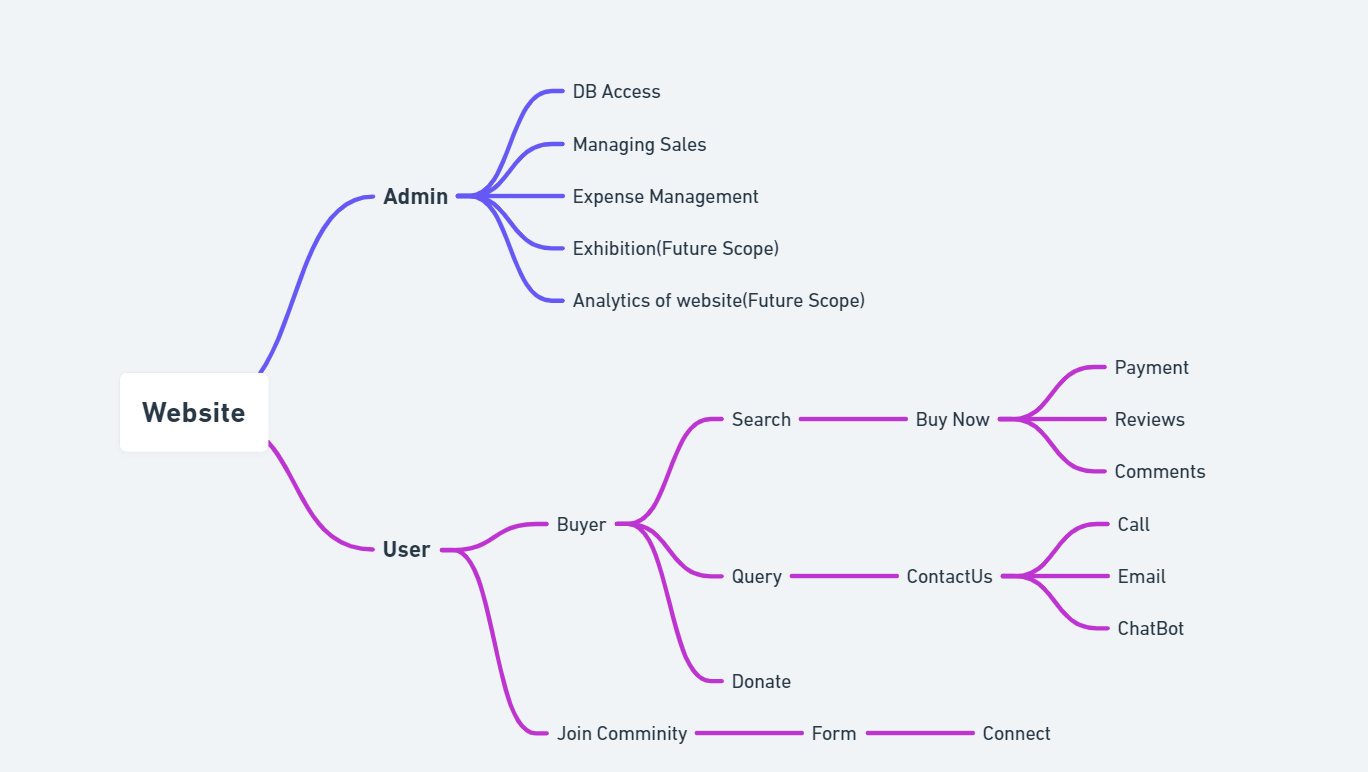 DB Access
Managing Sales
Admin
Expense Management
Exhibition(Future Scope)
Analytics of website(Future Scope)
Website
Payment
Search
Buy Now
Reviews
Comments
User
Buyer
Call
Query
ContactUs
Email
ChatBot
Donate
Join Comminity
Form
Connect